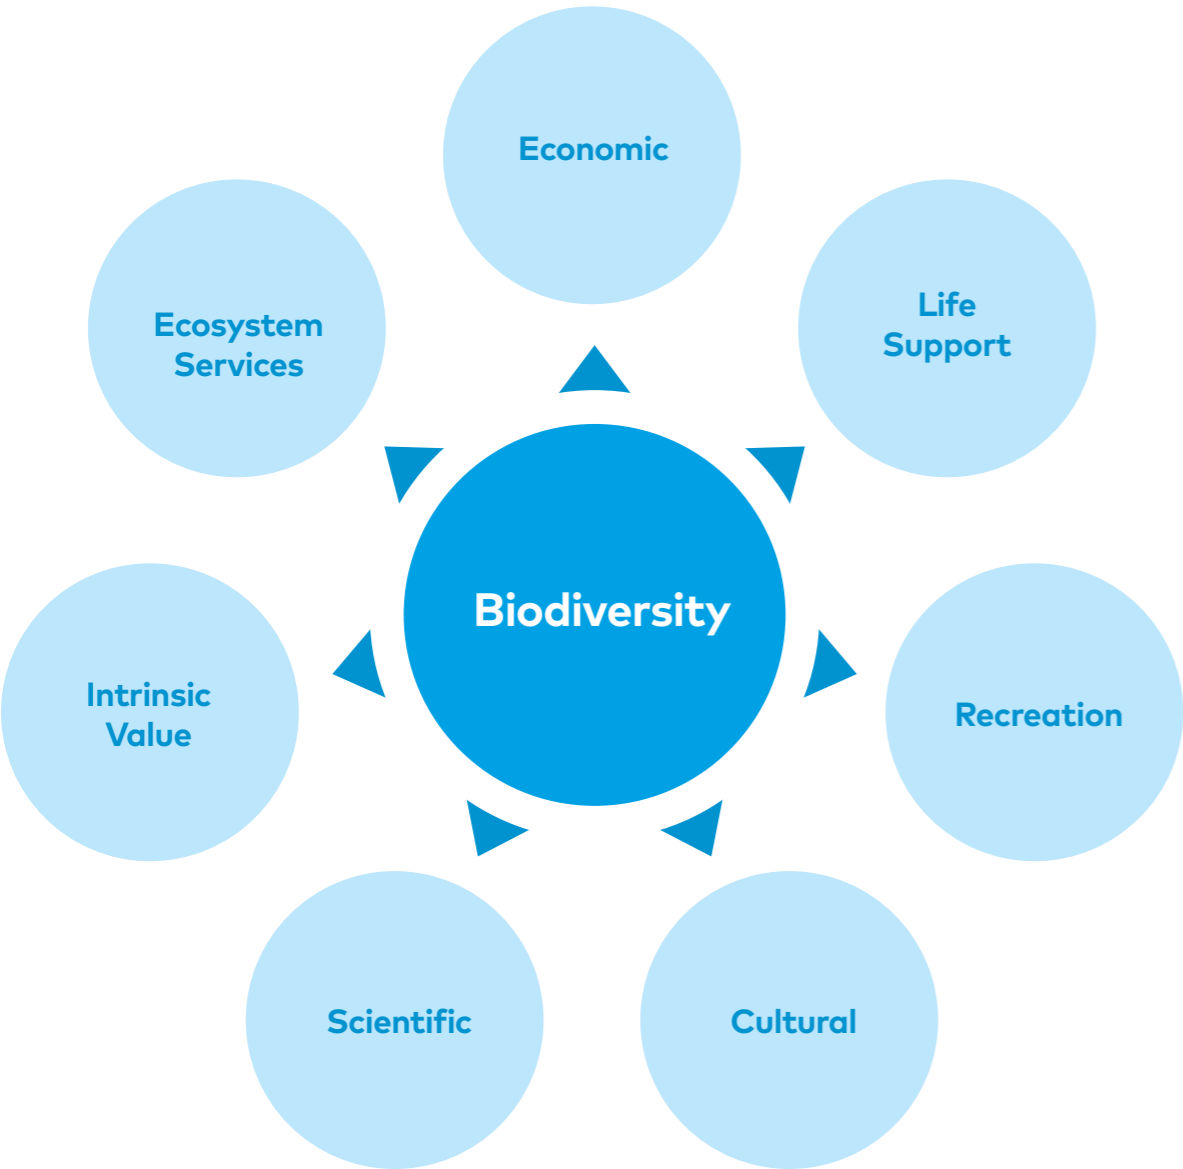 Economic
Life
Support
Ecosystem
Services
Biodiversity
Intrinsic
Value
Recreation
Scientific
Cultural